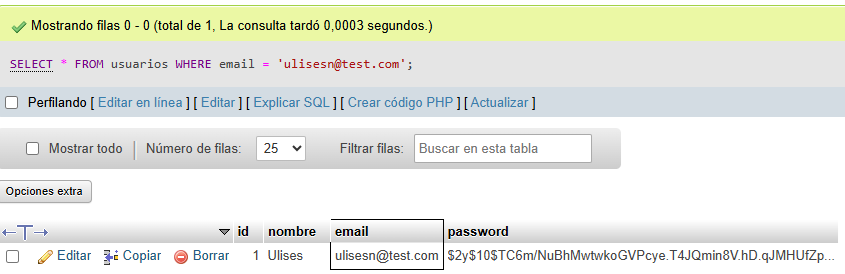 Mostrando filas 0 - 0 (total de 1, La consulta tardó 0,0003 segundos.)
SELECT * FROM usuarios WHERE email = 'ulisesn@test.com';
Perfilando [ Editar en línea ] [ Editar ] [ Explicar SQL ] [ Crear código PHP ] [ Actualizar ]
Mostrar todo Número de filas: 25 Filtrar filas: Buscar en esta tabla
Opciones extra
←T→ id nombre email password
Editar Copiar Borrar 1 Ulises ulisesn@test.com $2y$10$TC6m/NuBhMwtwkoGVPcye.T4JQmin8V.hD.qJMHUfZp...